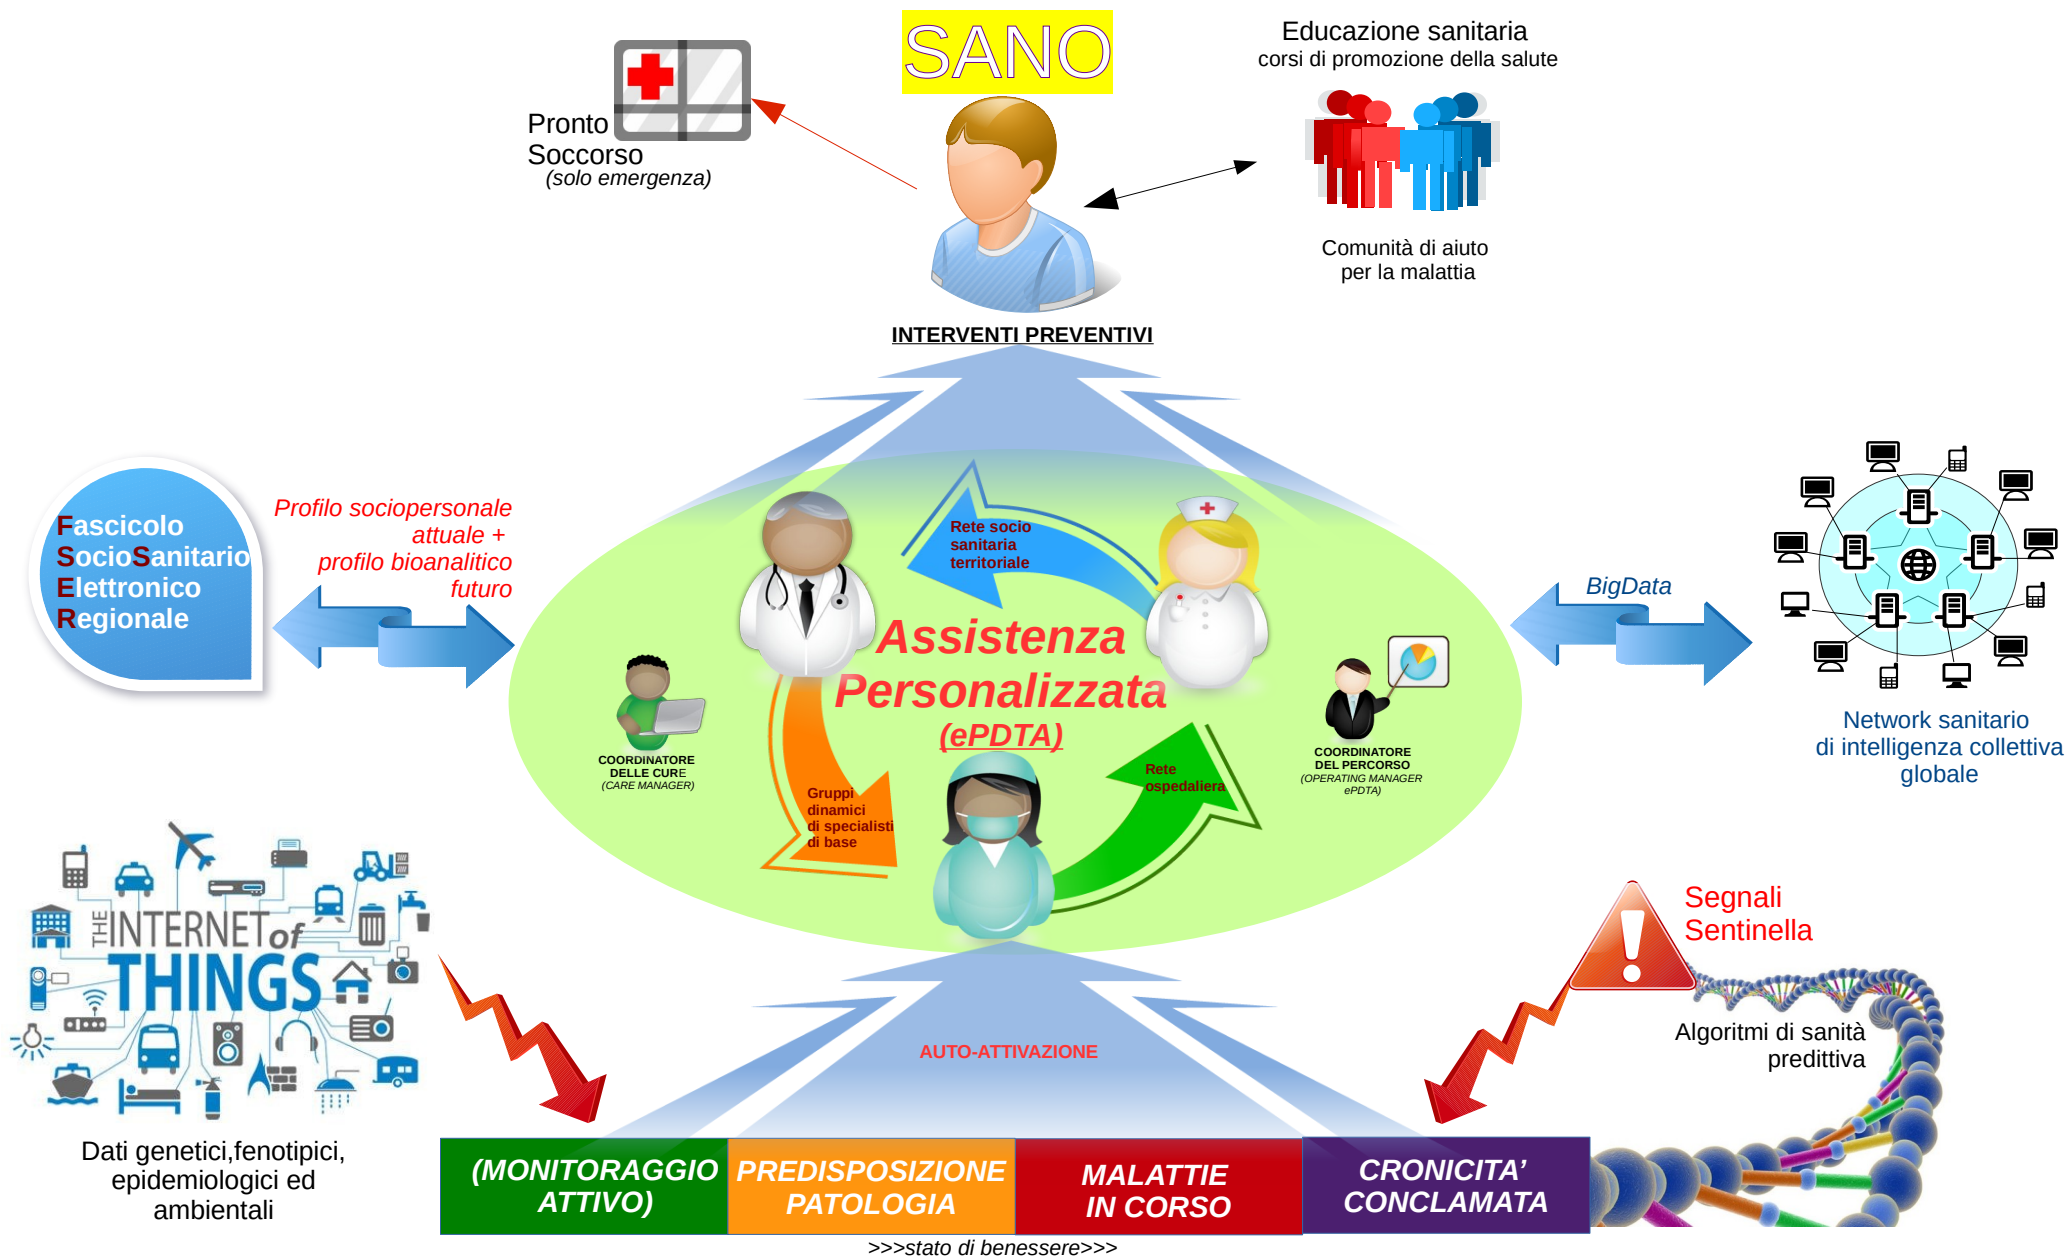 SANO
Educazione sanitaria
corsi di promozione della salute
Pronto
Soccorso
(solo emergenza)
Comunità di aiuto
per la malattia
INTERVENTI PREVENTIVI
Fascicolo
SocioSanitario
Elettronico
Regionale
Profilo sociopersonale
attuale +
profilo bioanalitico
futuro
Rete socio
sanitaria
territoriale
BigData
Assistenza
Personalizzata
(ePDTA)
COORDINATORE
DELLE CURE
(CARE MANAGER)
COORDINATORE
DEL PERCORSO
(OPERATING MANAGER
ePDTA)
Network sanitario
di intelligenza collettiva
globale
Gruppi
dinamici
di specialisti
di base
Rete
ospedaliera
THE
INTERNET of
THINGS
Segnali
Sentinella
Algoritmi di sanità
predittiva
AUTO-ATTIVAZIONE
Dati genetici,fenotipici,
epidemiologici ed
ambientali
(MONITORAGGIO
ATTIVO)
PREDISPOSIZIONE
PATOLOGIA
MALATTIE
IN CORSO
CRONICITA’
CONCLAMATA
>>>stato di benessere>>>